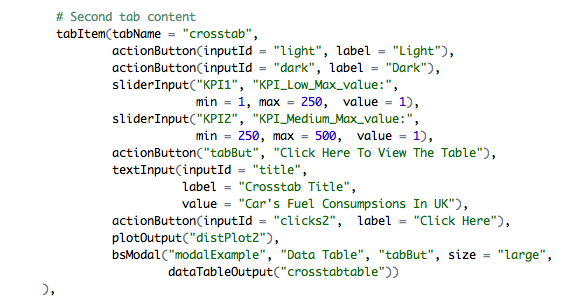 # Second tab content
tabItem(tabName = "crosstab",
actionButton(inputId = "light", label = "Light"),
actionButton(inputId = "dark", label = "Dark"),
sliderInput("KPI1", "KPI_Low_Max_value:",
min = 1, max = 250,  value = 1),
sliderInput("KPI2", "KPI_Medium_Max_value:",
min = 250, max = 500,  value = 1),
actionButton("tabBut", "Click Here To View The Table"),
textInput(inputId = "title",
label = "Crosstab Title",
value = "Car's Fuel Consumpsions In UK"),
actionButton(inputId = "clicks2",  label = "Click Here"),
plotOutput("distPlot2"),
bsModal("modalExample", "Data Table", "tabBut", size = "large",
dataTableOutput("crosstabtable"))
),